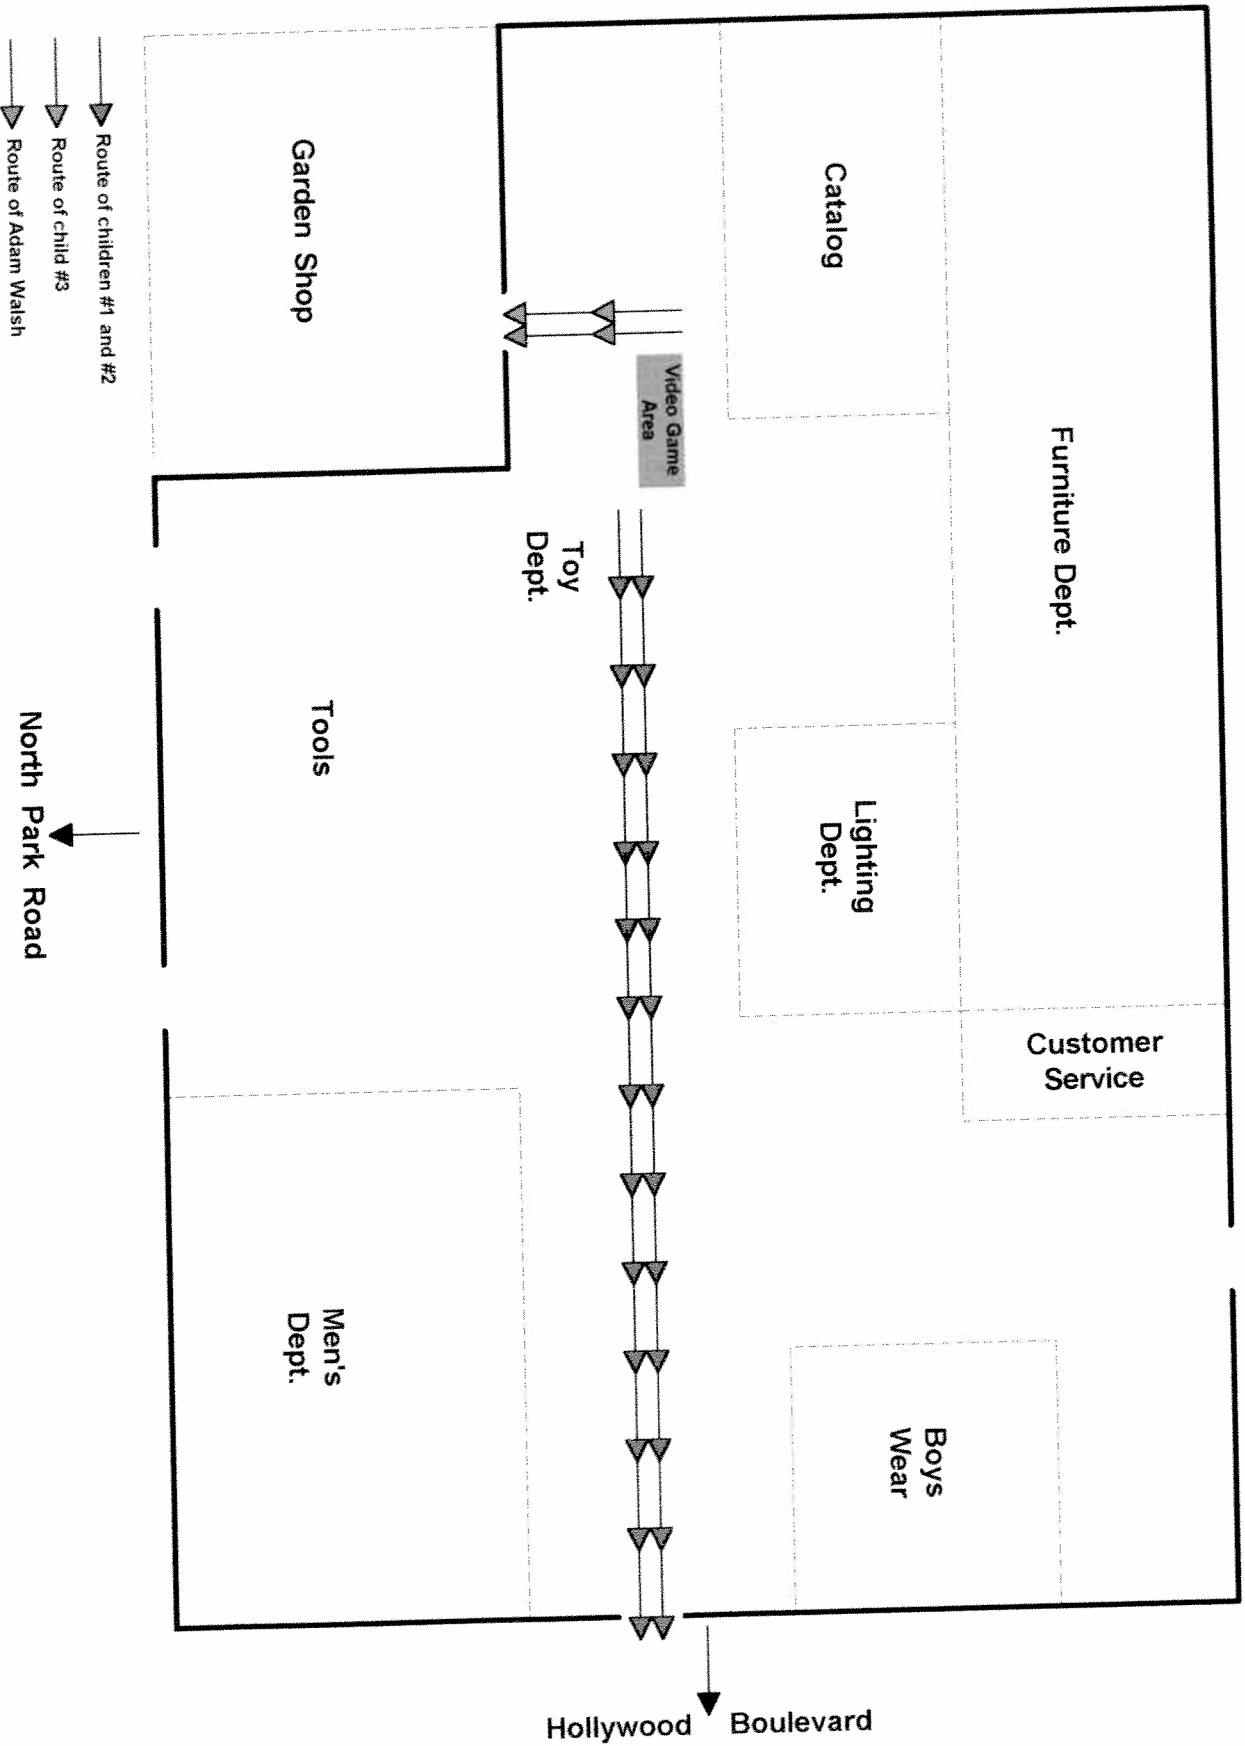 Furniture Dept.
Customer
Service
Catalog
Lighting
Dept.
Boys
Wear
Video Game
Area
Toy
Dept.
Garden Shop
Tools
Men's
Dept.
Hollywood Boulevard
North Park Road
Route of children #1 and #2
Route of child #3
Route of Adam Walsh